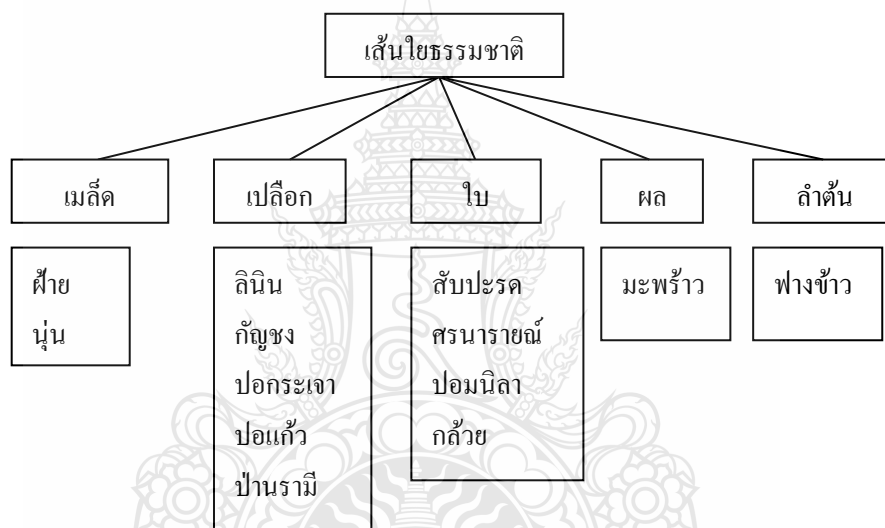 เส้นใยธรรมชาติ
เมล็ด
เปลือก
ใบ
ผล
ลำต้น
ฝ้าย
นุ่น
ลินิน
กัญชง
ปอกระเจา
ปอแก้ว
ป่านรามี
สับปะรด
ศรนารายณ์
ปอมนิลา
กล้วย
มะพร้าว
ฟางข้าว